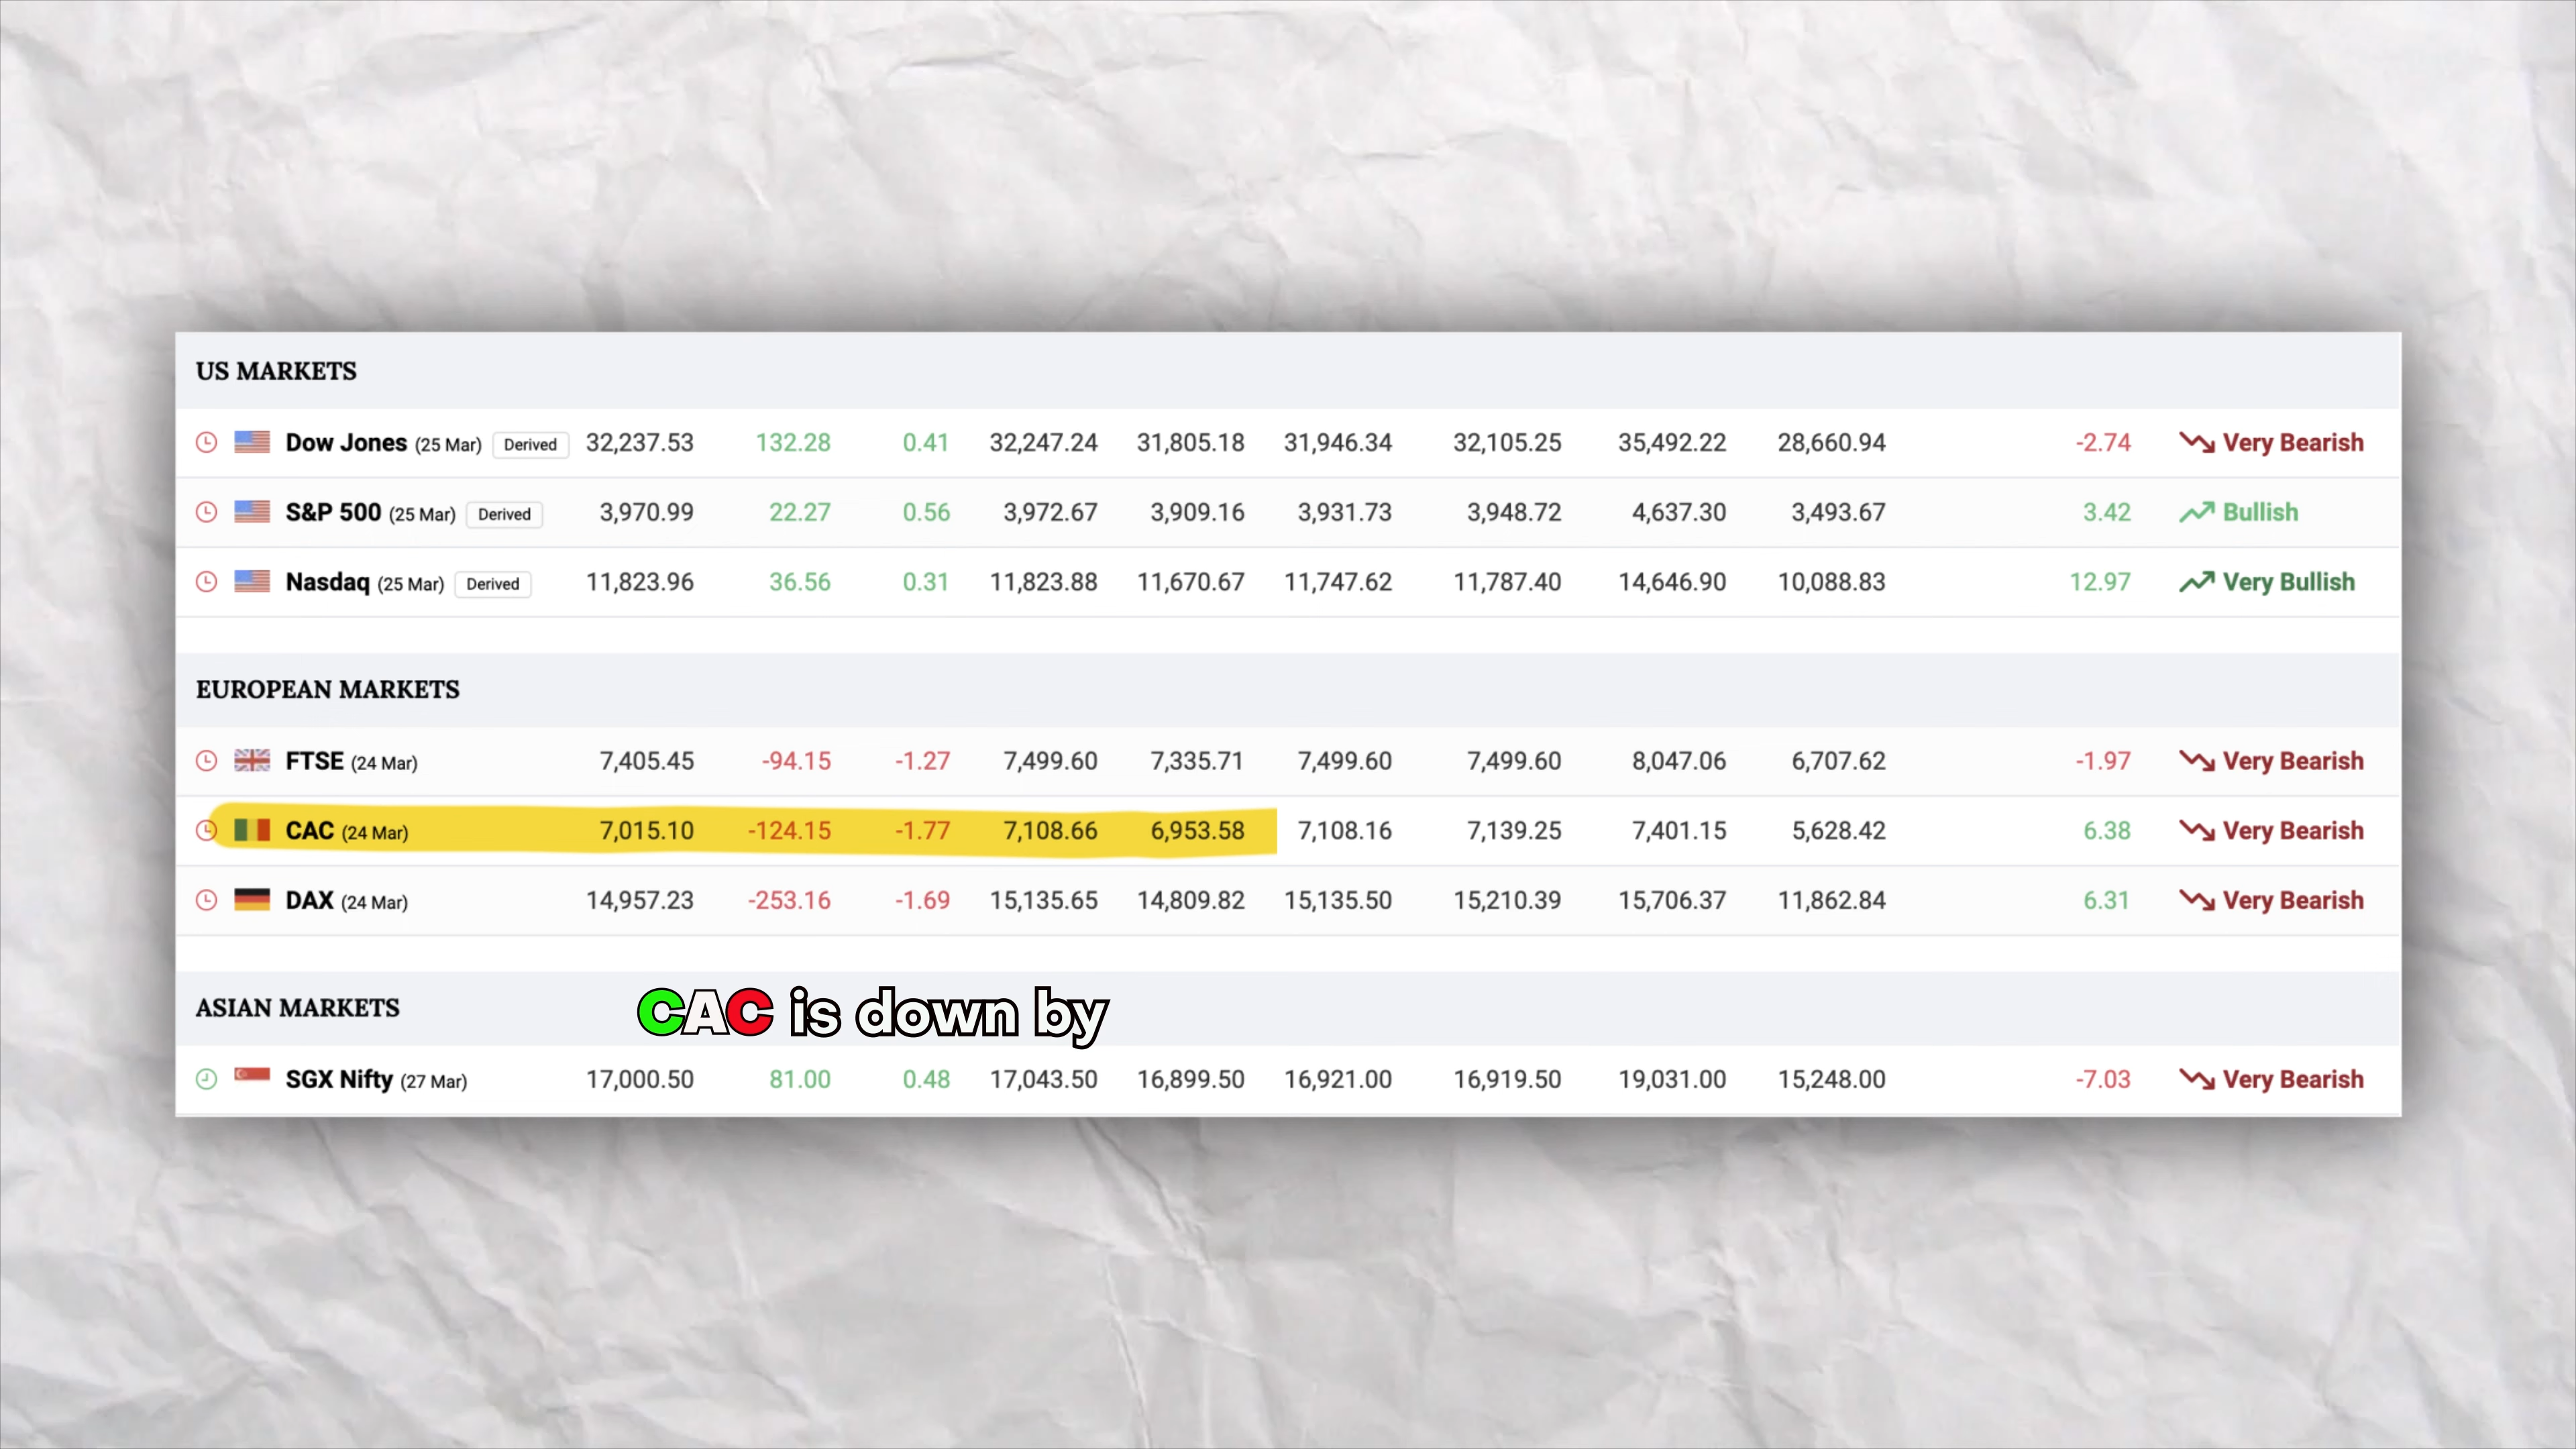 US MARKETS
Dow Jones (25 Mar) Derived 32,237.53 132.28 0.41 32,247.24 31,805.18 31,946.34 32,105.25 35,492.22 28,660.94 -2.74 Very Bearish
S&P 500 (25 Mar) Derived 3,970.99 22.27 0.56 3,972.67 3,909.16 3,931.73 3,948.72 4,637.30 3,493.67 3.42 Bullish
Nasdaq (25 Mar) Derived 11,823.96 36.56 0.31 11,823.88 11,670.67 11,747.62 11,787.40 14,646.90 10,088.83 12.97 Very Bullish
EUROPEAN MARKETS
FTSE (24 Mar) 7,405.45 -94.15 -1.27 7,499.60 7,335.71 7,499.60 7,499.60 8,047.06 6,707.62 -1.97 Very Bearish
CAC (24 Mar) 7,015.10 -124.15 -1.77 7,108.66 6,953.58 7,108.16 7,139.25 7,401.15 5,628.42 6.38 Very Bearish
DAX (24 Mar) 14,957.23 -253.16 -1.69 15,135.65 14,809.82 15,135.50 15,210.39 15,706.37 11,862.84 6.31 Very Bearish
ASIAN MARKETS
CAC is down by
SGX Nifty (27 Mar) 17,000.50 81.00 0.48 17,043.50 16,899.50 16,921.00 16,919.50 19,031.00 15,248.00 -7.03 Very Bearish